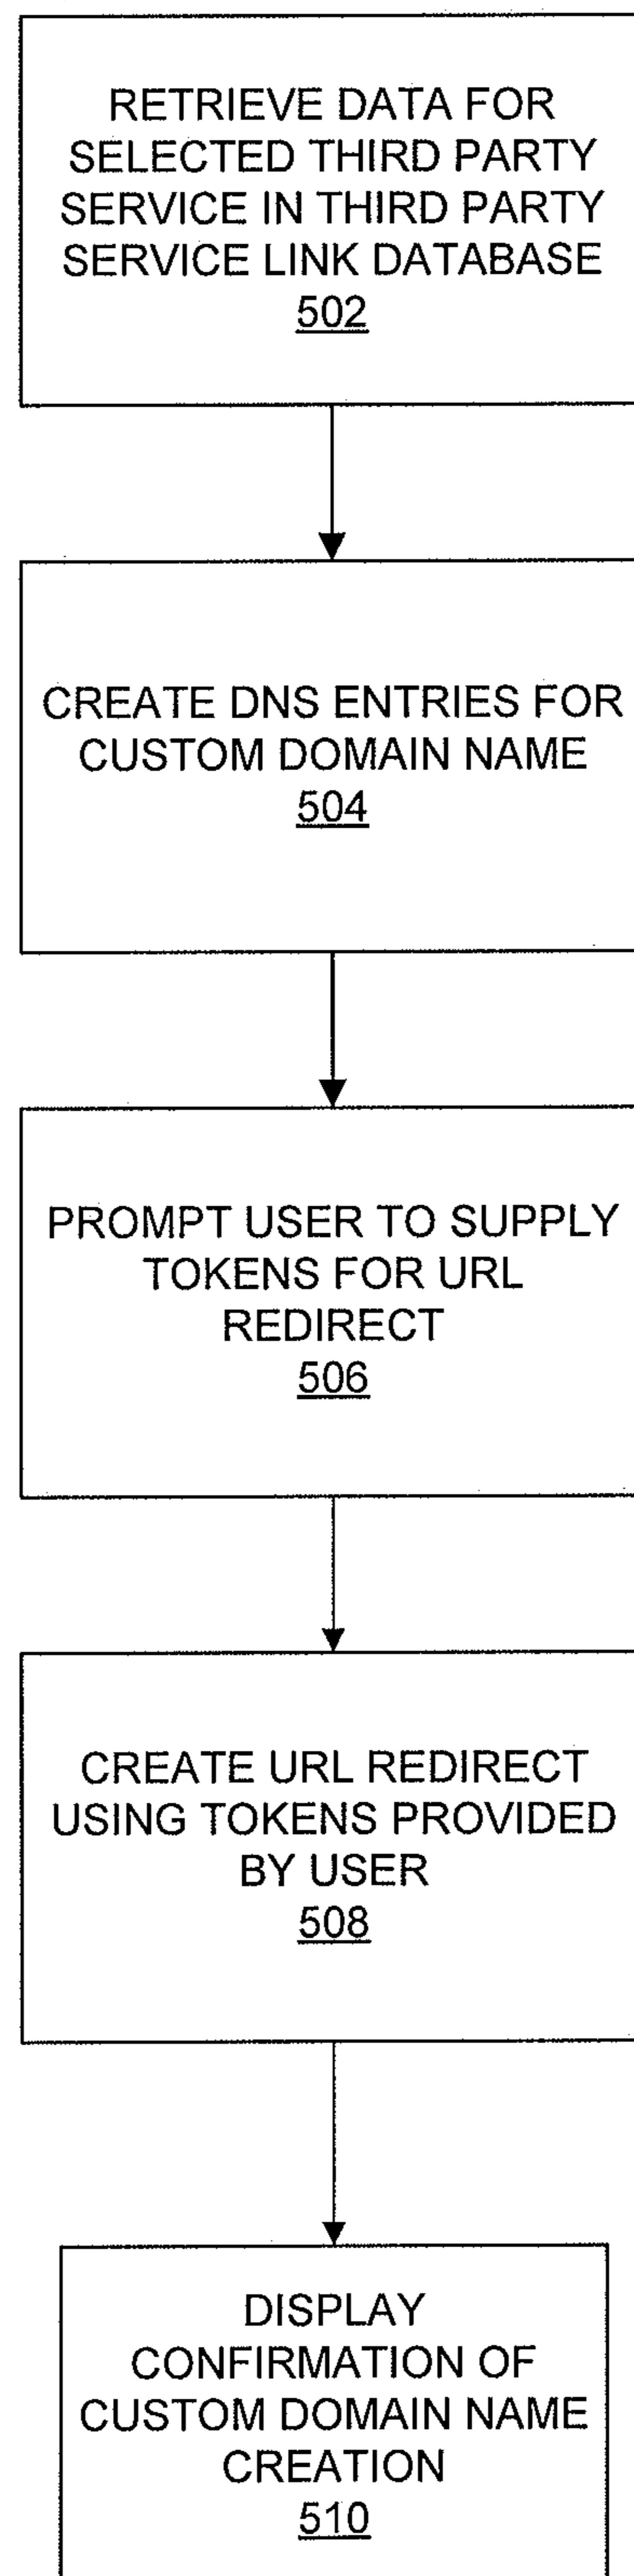 RETRIEVE DATA FOR
SELECTED THIRD PARTY
SERVICE IN THIRD PARTY
SERVICE LINK DATABASE
502
CREATE DNS ENTRIES FOR
CUSTOM DOMAIN NAME
504
PROMPT USER TO SUPPLY
TOKENS FOR URL
REDIRECT
506
CREATE URL REDIRECT
USING TOKENS PROVIDED
BY USER
508
DISPLAY
CONFIRMATION OF
CUSTOM DOMAIN NAME
CREATION
510